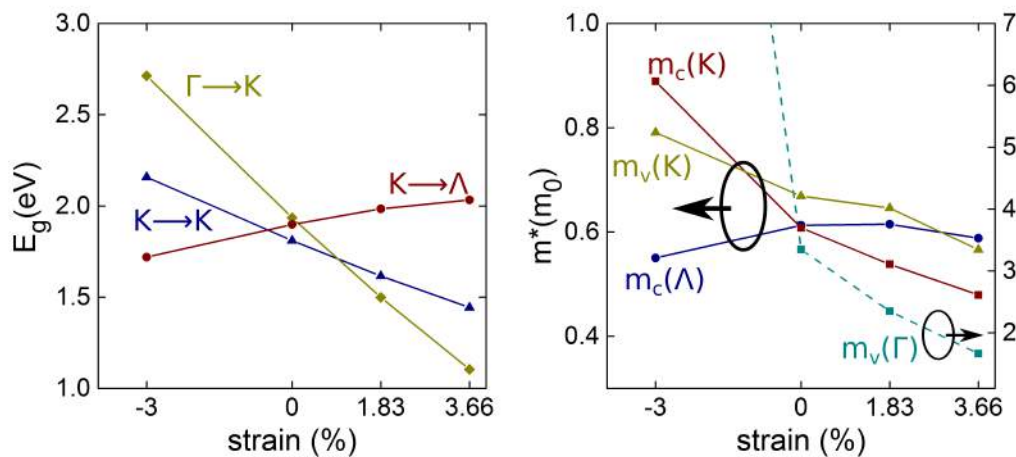 3.0
2.5
2.0
1.5
1.0
E_g(eV)
Γ→K
K→Λ
K→K
-3
0
1.83
3.66
strain (%)
1.0
0.8
0.6
0.4
m*(m_0)
m_c(K)
m_v(K)
m_c(Λ)
m_v(Γ)
7
6
5
4
3
2
-3
0
1.83
3.66
strain (%)